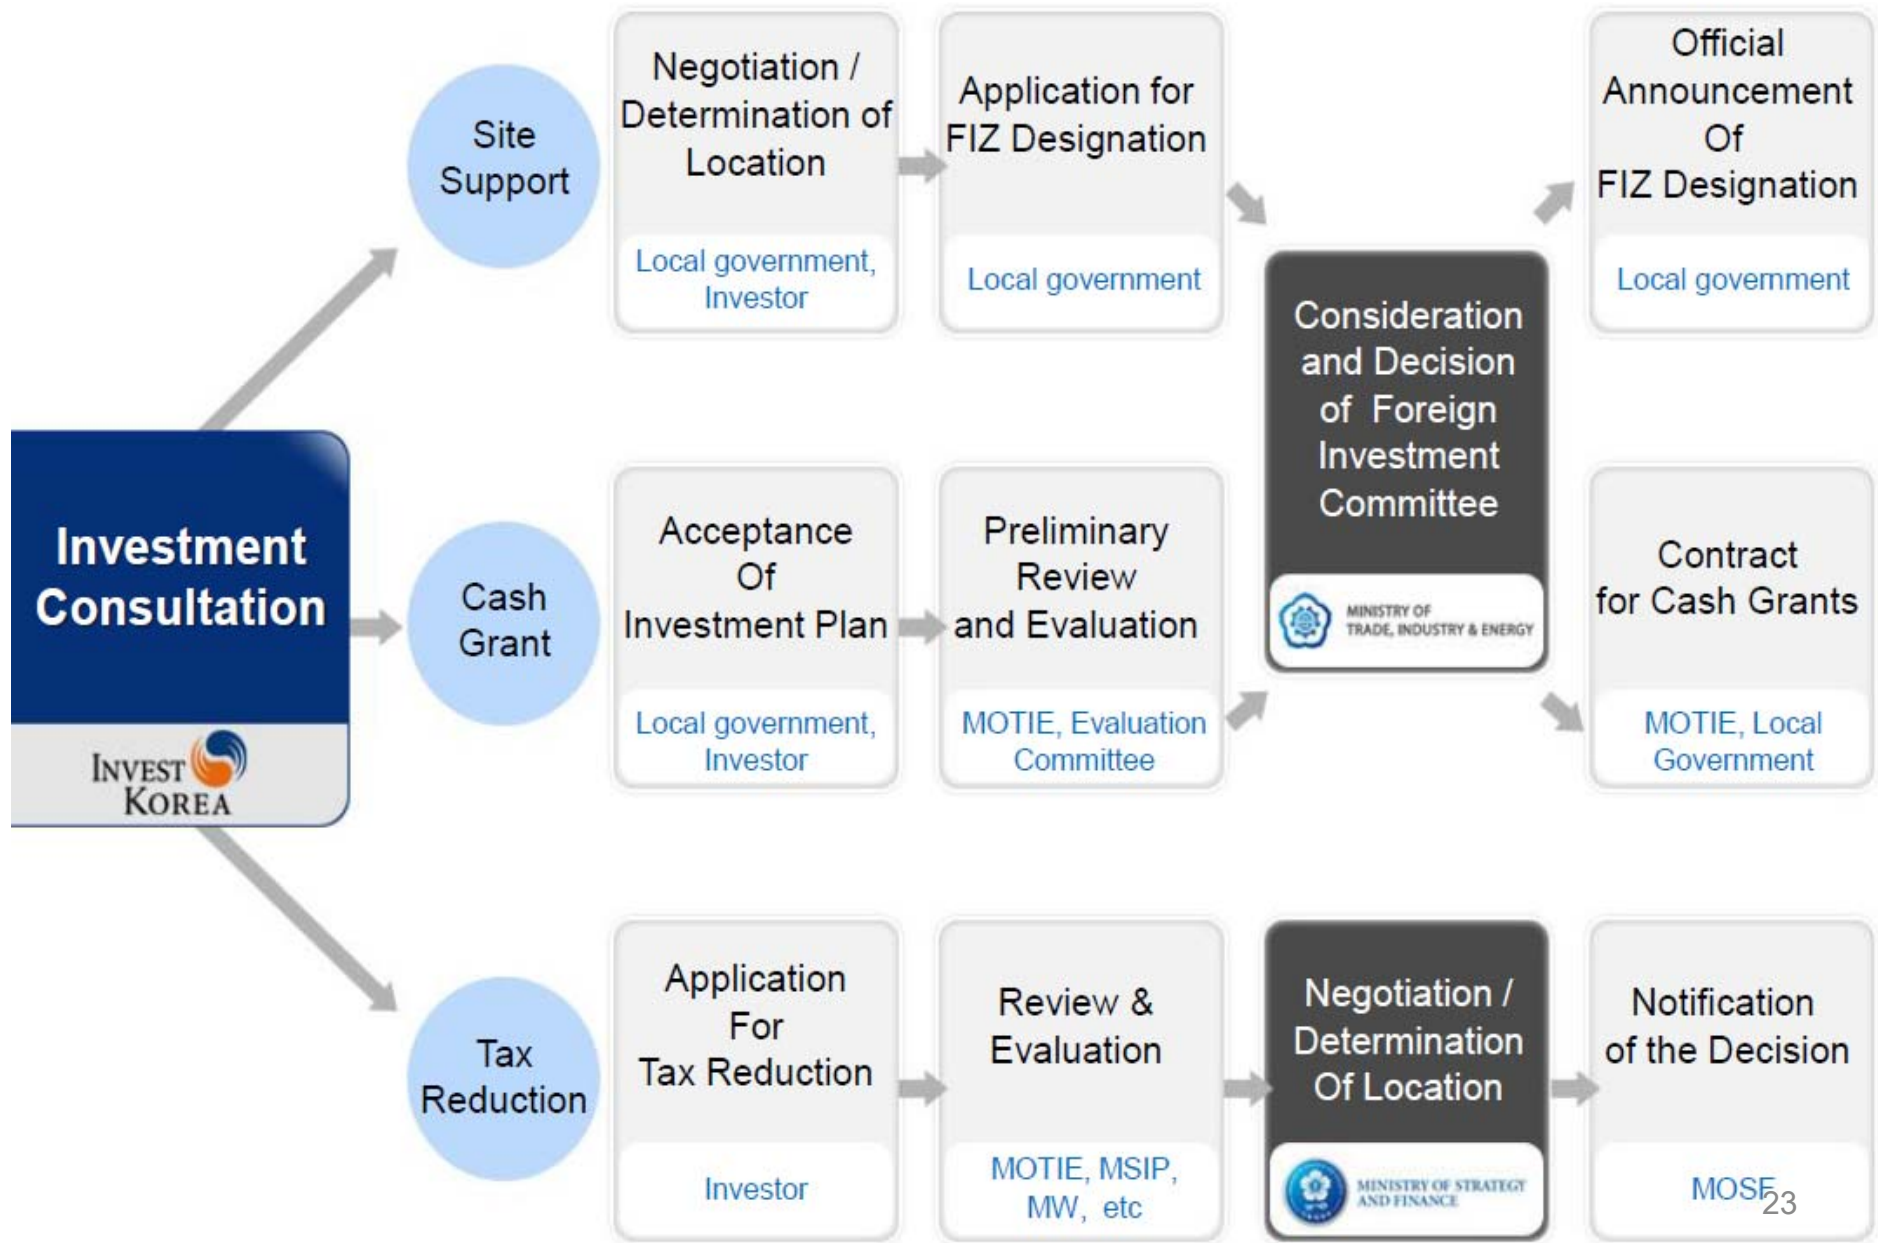 Site
Support
Negotiation /
Determination of
Location
Local government,
Investor
Application for
FIZ Designation
Local government
Official
Announcement
Of
FIZ Designation
Local government
Consideration
and Decision
of Foreign
Investment
Committee
MINISTRY OF
TRADE, INDUSTRY & ENERGY
Investment
Consultation
INVEST
KOREA
Cash
Grant
Acceptance
Of
Investment Plan
Local government,
Investor
Preliminary
Review
and Evaluation
MOTIE, Evaluation
Committee
Contract
for Cash Grants
MOTIE, Local
Government
Tax
Reduction
Application
For
Tax Reduction
Investor
Review &
Evaluation
MOTIE, MSIP,
MW, etc
Negotiation /
Determination
Of Location
MINISTRY OF STRATEGY
AND FINANCE
Notification
of the Decision
MOSF
23